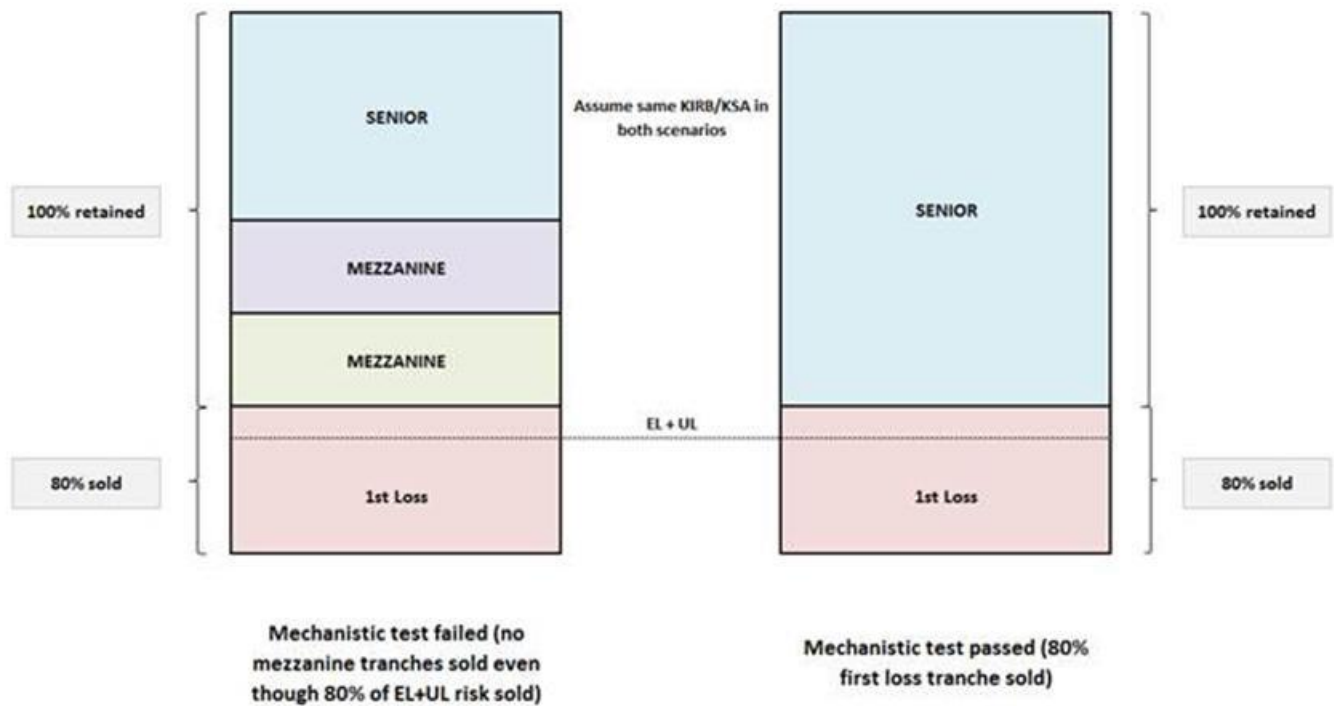 SENIOR
Assume same KIRB/KSA in
both scenarios
100% retained
SENIOR
100% retained
MEZZANINE
MEZZANINE
EL + UL
80% sold
1st Loss
1st Loss
80% sold
Mechanistic test failed (no
mezzanine tranches sold even
though 80% of EL+UL risk sold)
Mechanistic test passed (80%
first loss tranche sold)